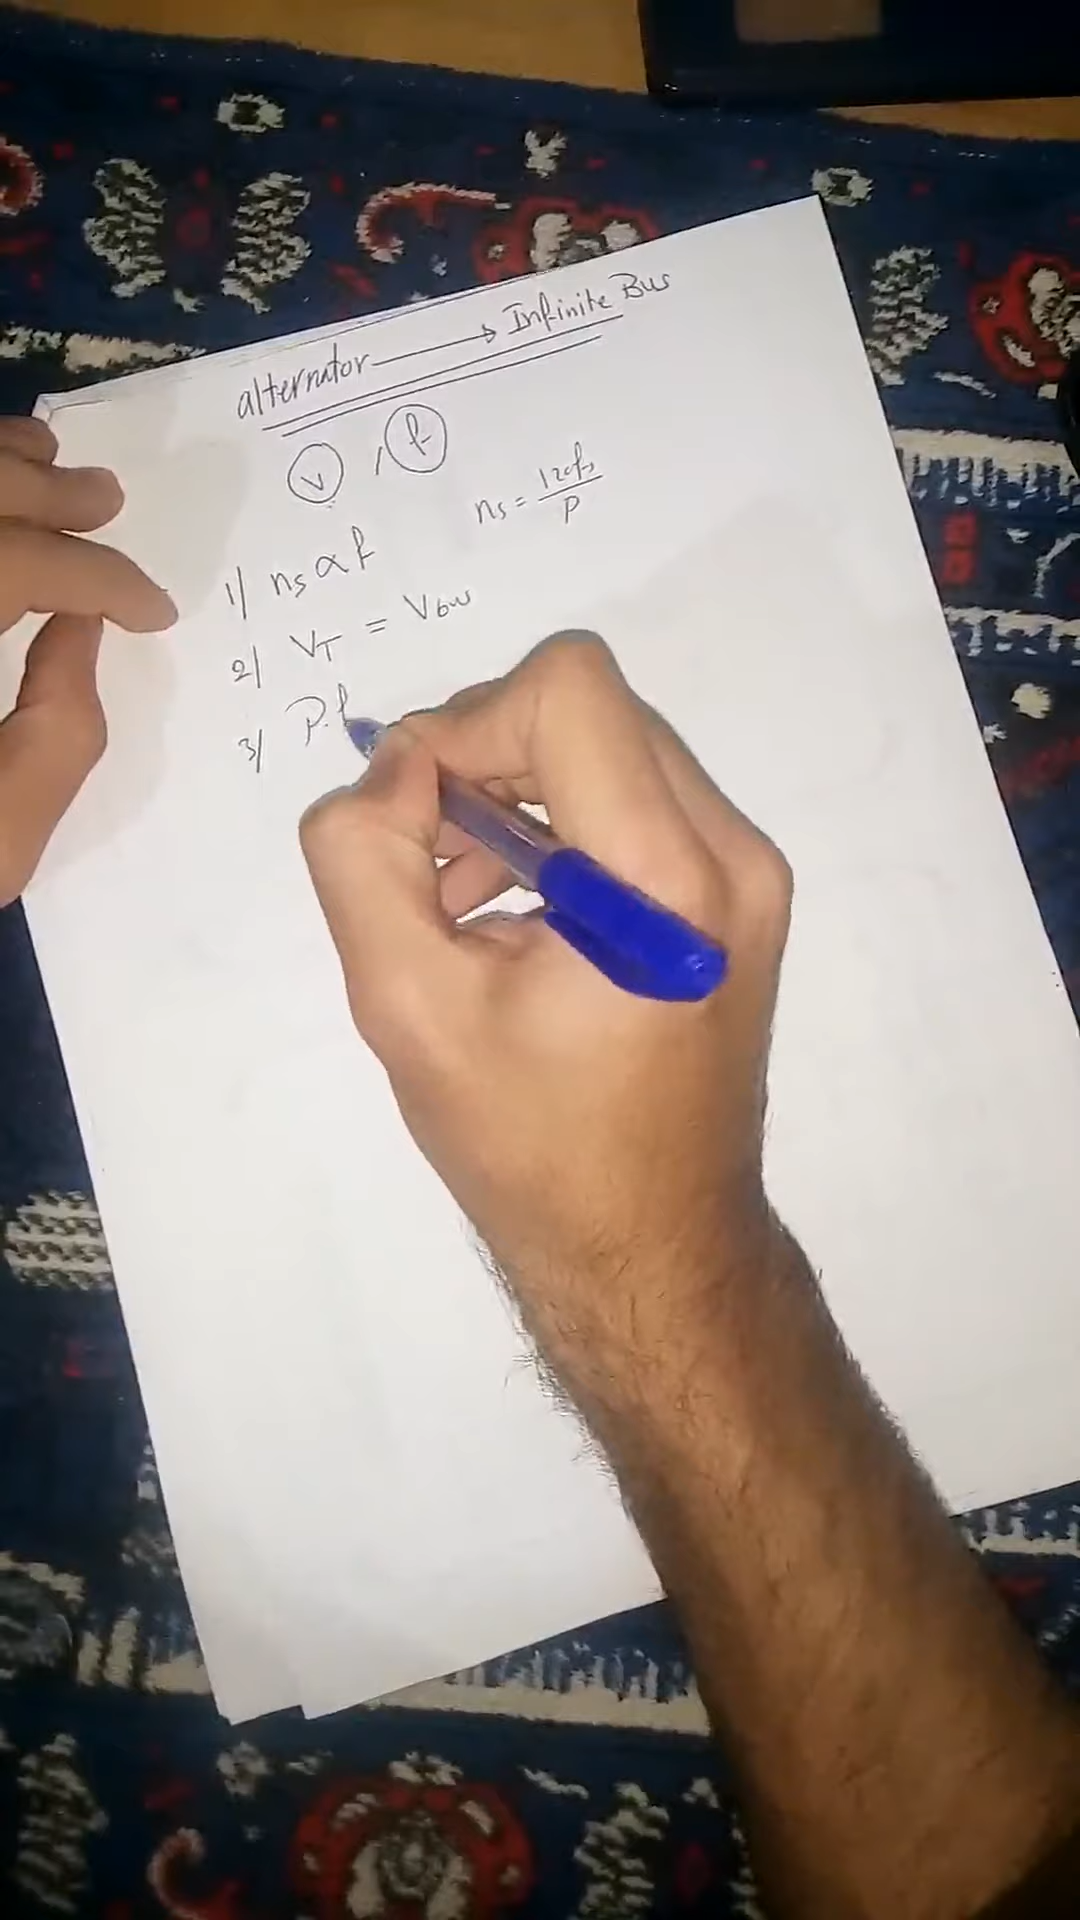 alternator → Infinite Bus
V , f
ns = 120fs / P
1/ ns ∝ f
2/ VT = Vbus
3/ P.f